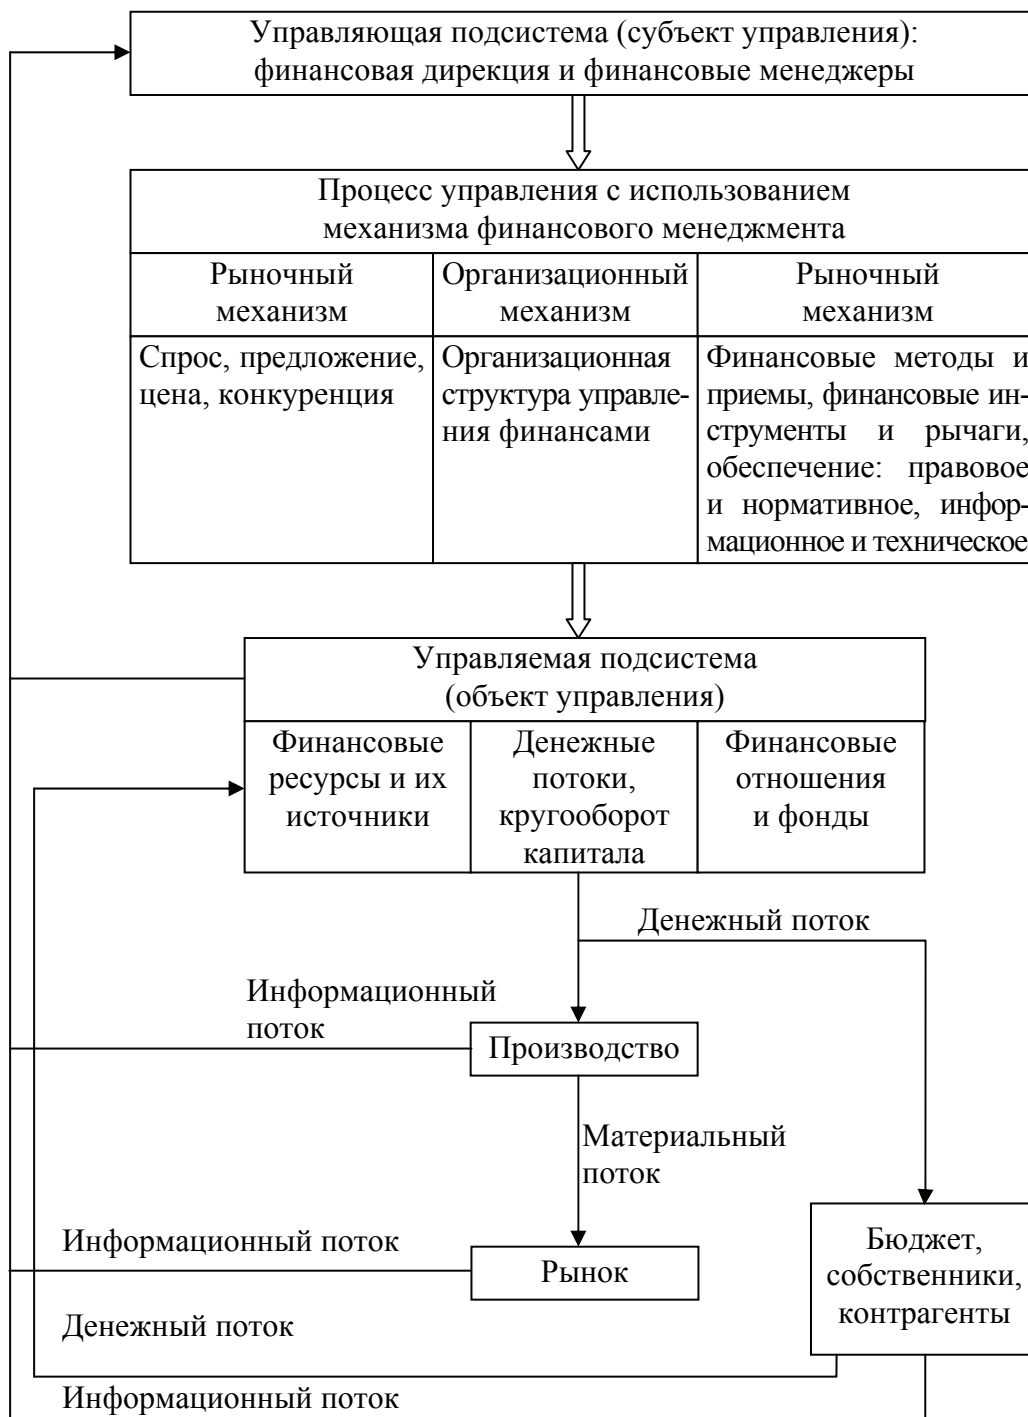 Управляющая подсистема (субъект управления):
финансовая дирекция и финансовые менеджеры
Процесс управления с использованием
механизма финансового менеджмента
Рыночный
механизм
Организационный
механизм
Рыночный
механизм
Спрос, предложение,
цена, конкуренция
Организационная
структура управле-
ния финансами
Финансовые методы и
приемы, финансовые ин-
струменты и рычаги,
обеспечение: правовое
и нормативное, инфор-
мационное и техническое
Управляемая подсистема
(объект управления)
Финансовые
ресурсы и их
источники
Денежные
потоки,
кругооборот
капитала
Финансовые
отношения
и фонды
Денежный поток
Информационный
поток
Производство
Материальный
поток
Информационный поток
Рынок
Бюджет,
собственники,
контрагенты
Денежный поток
Информационный поток